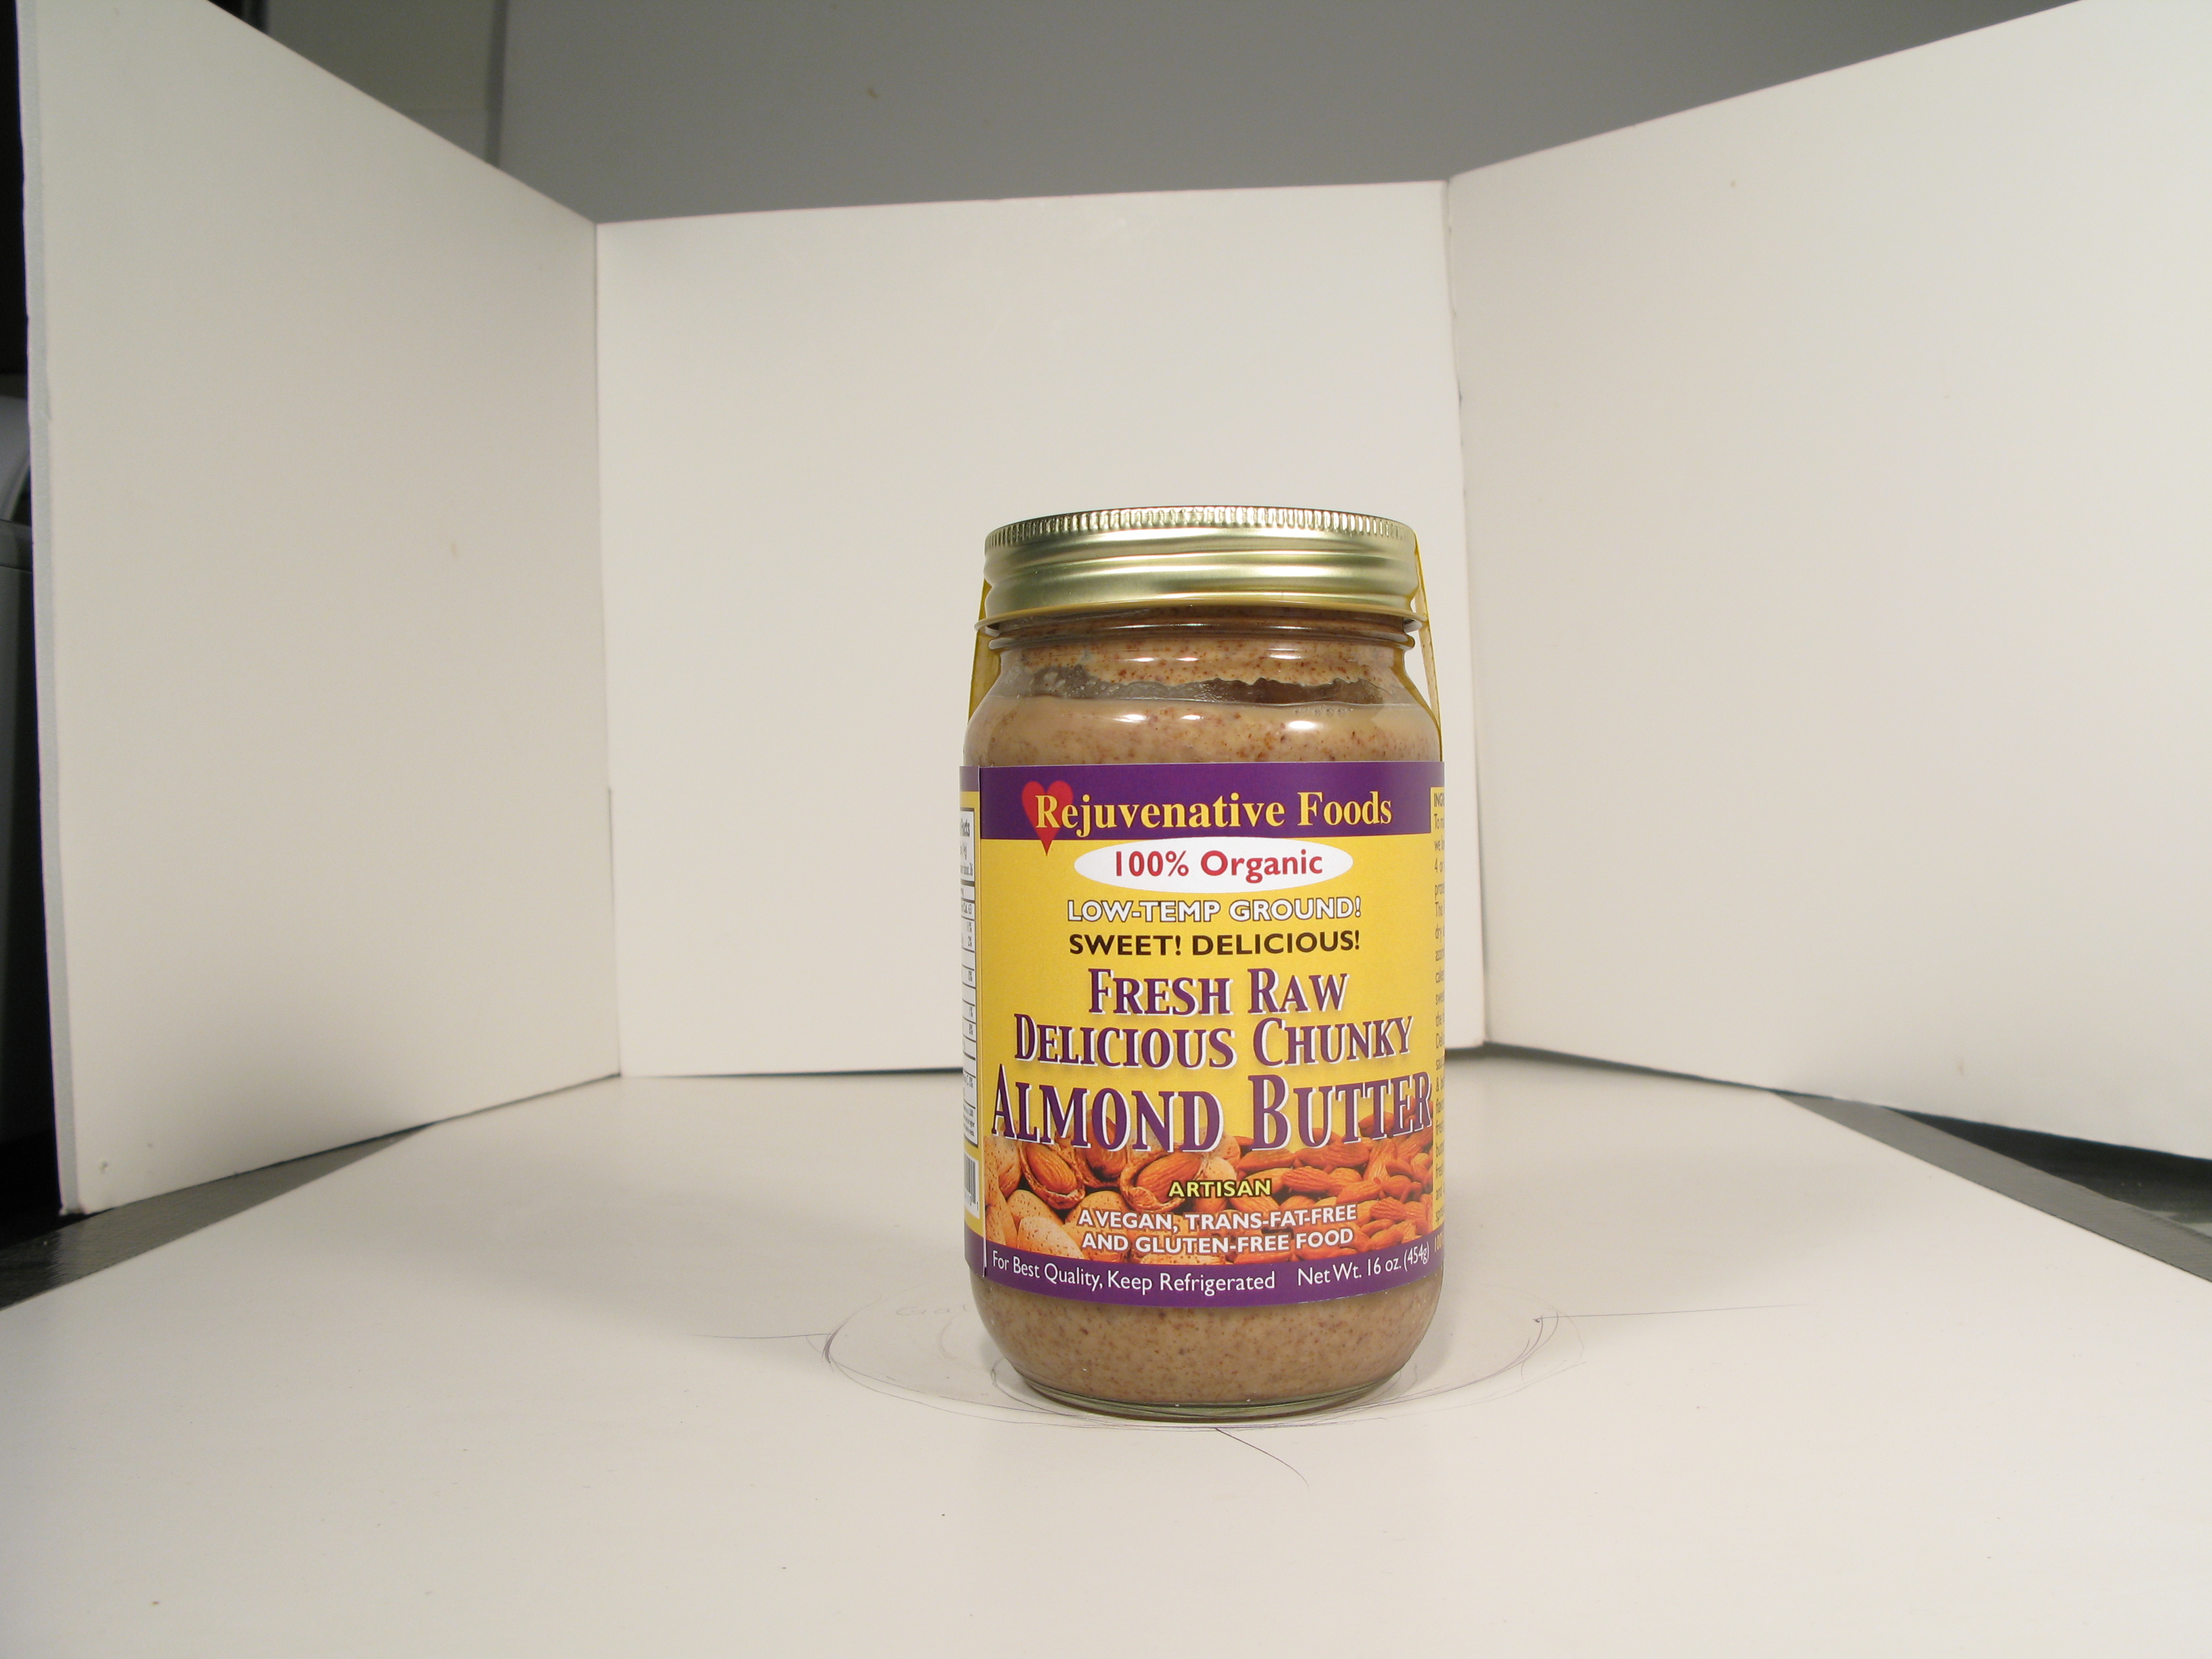 Rejuvenative Foods
100% Organic
LOW-TEMP GROUND!
SWEET! DELICIOUS!
FRESH RAW
DELICIOUS CHUNKY
ALMOND BUTTER
ARTISAN
A VEGAN, TRANS-FAT-FREE
AND GLUTEN-FREE FOOD
For Best Quality, Keep Refrigerated Net Wt. 16 oz. (454g)